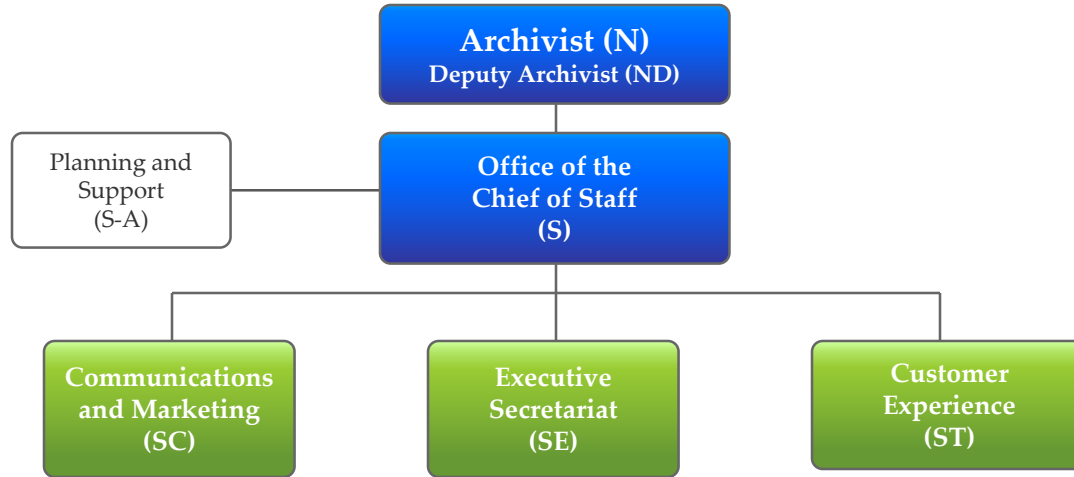 Archivist (N)
Deputy Archivist (ND)
Planning and
Support
(S-A)
Office of the
Chief of Staff
(S)
Communications
and Marketing
(SC)
Executive
Secretariat
(SE)
Customer
Experience
(ST)